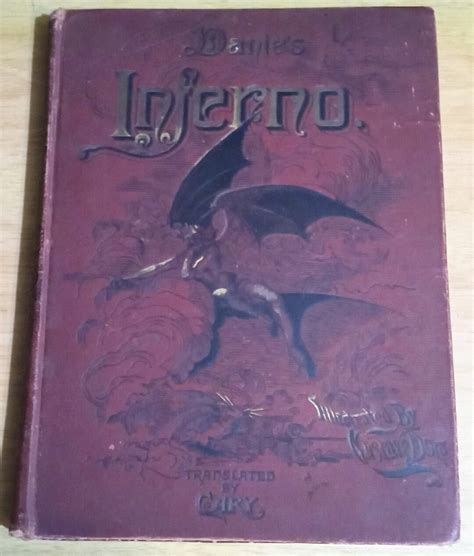 Dante's
Inferno.
Illustrated By
Gustave Doré
TRANSLATED
BY
CARY